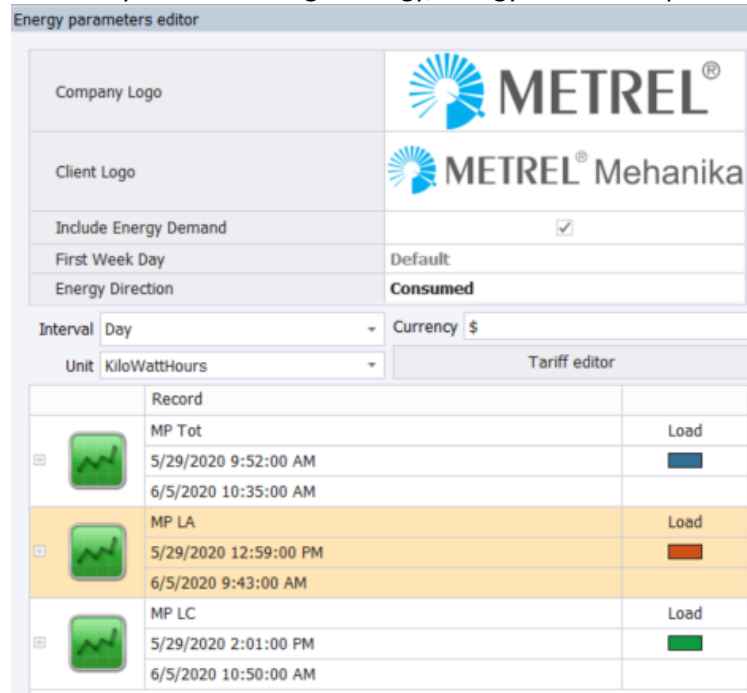 Energy parameters editor
Company Logo
METREL®
Client Logo
METREL® Mehanika
Include Energy Demand
First Week Day Default
Energy Direction Consumed
Interval Day Currency $
Unit KiloWattHours Tariff editor
Record
MP Tot Load
5/29/2020 9:52:00 AM
6/5/2020 10:35:00 AM
MP LA Load
5/29/2020 12:59:00 PM
6/5/2020 9:43:00 AM
MP LC Load
5/29/2020 2:01:00 PM
6/5/2020 10:50:00 AM